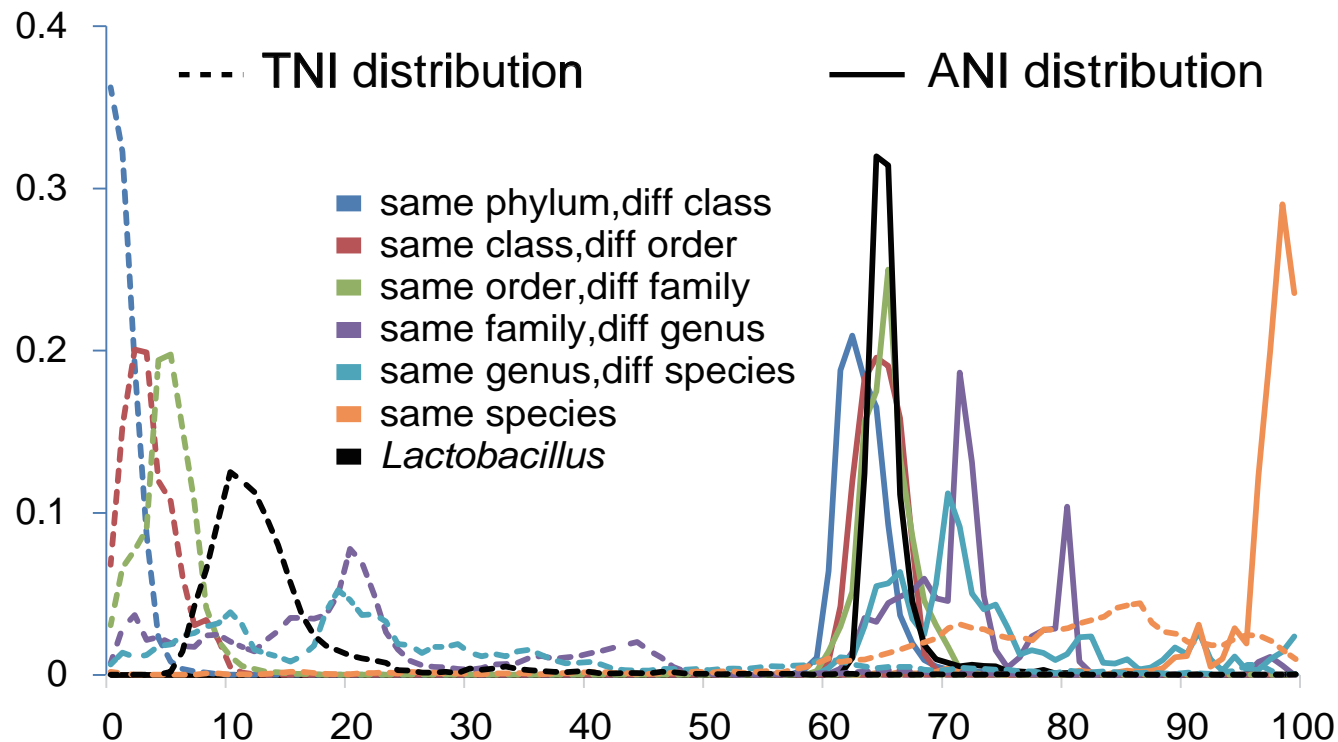 0.4
TNI distribution
ANI distribution
0.3
same phylum,diff class
same class,diff order
same order,diff family
0.2
same family,diff genus
same genus,diff species
same species
Lactobacillus
0.1
0
0 10 20 30 40 50 60 70 80 90 100